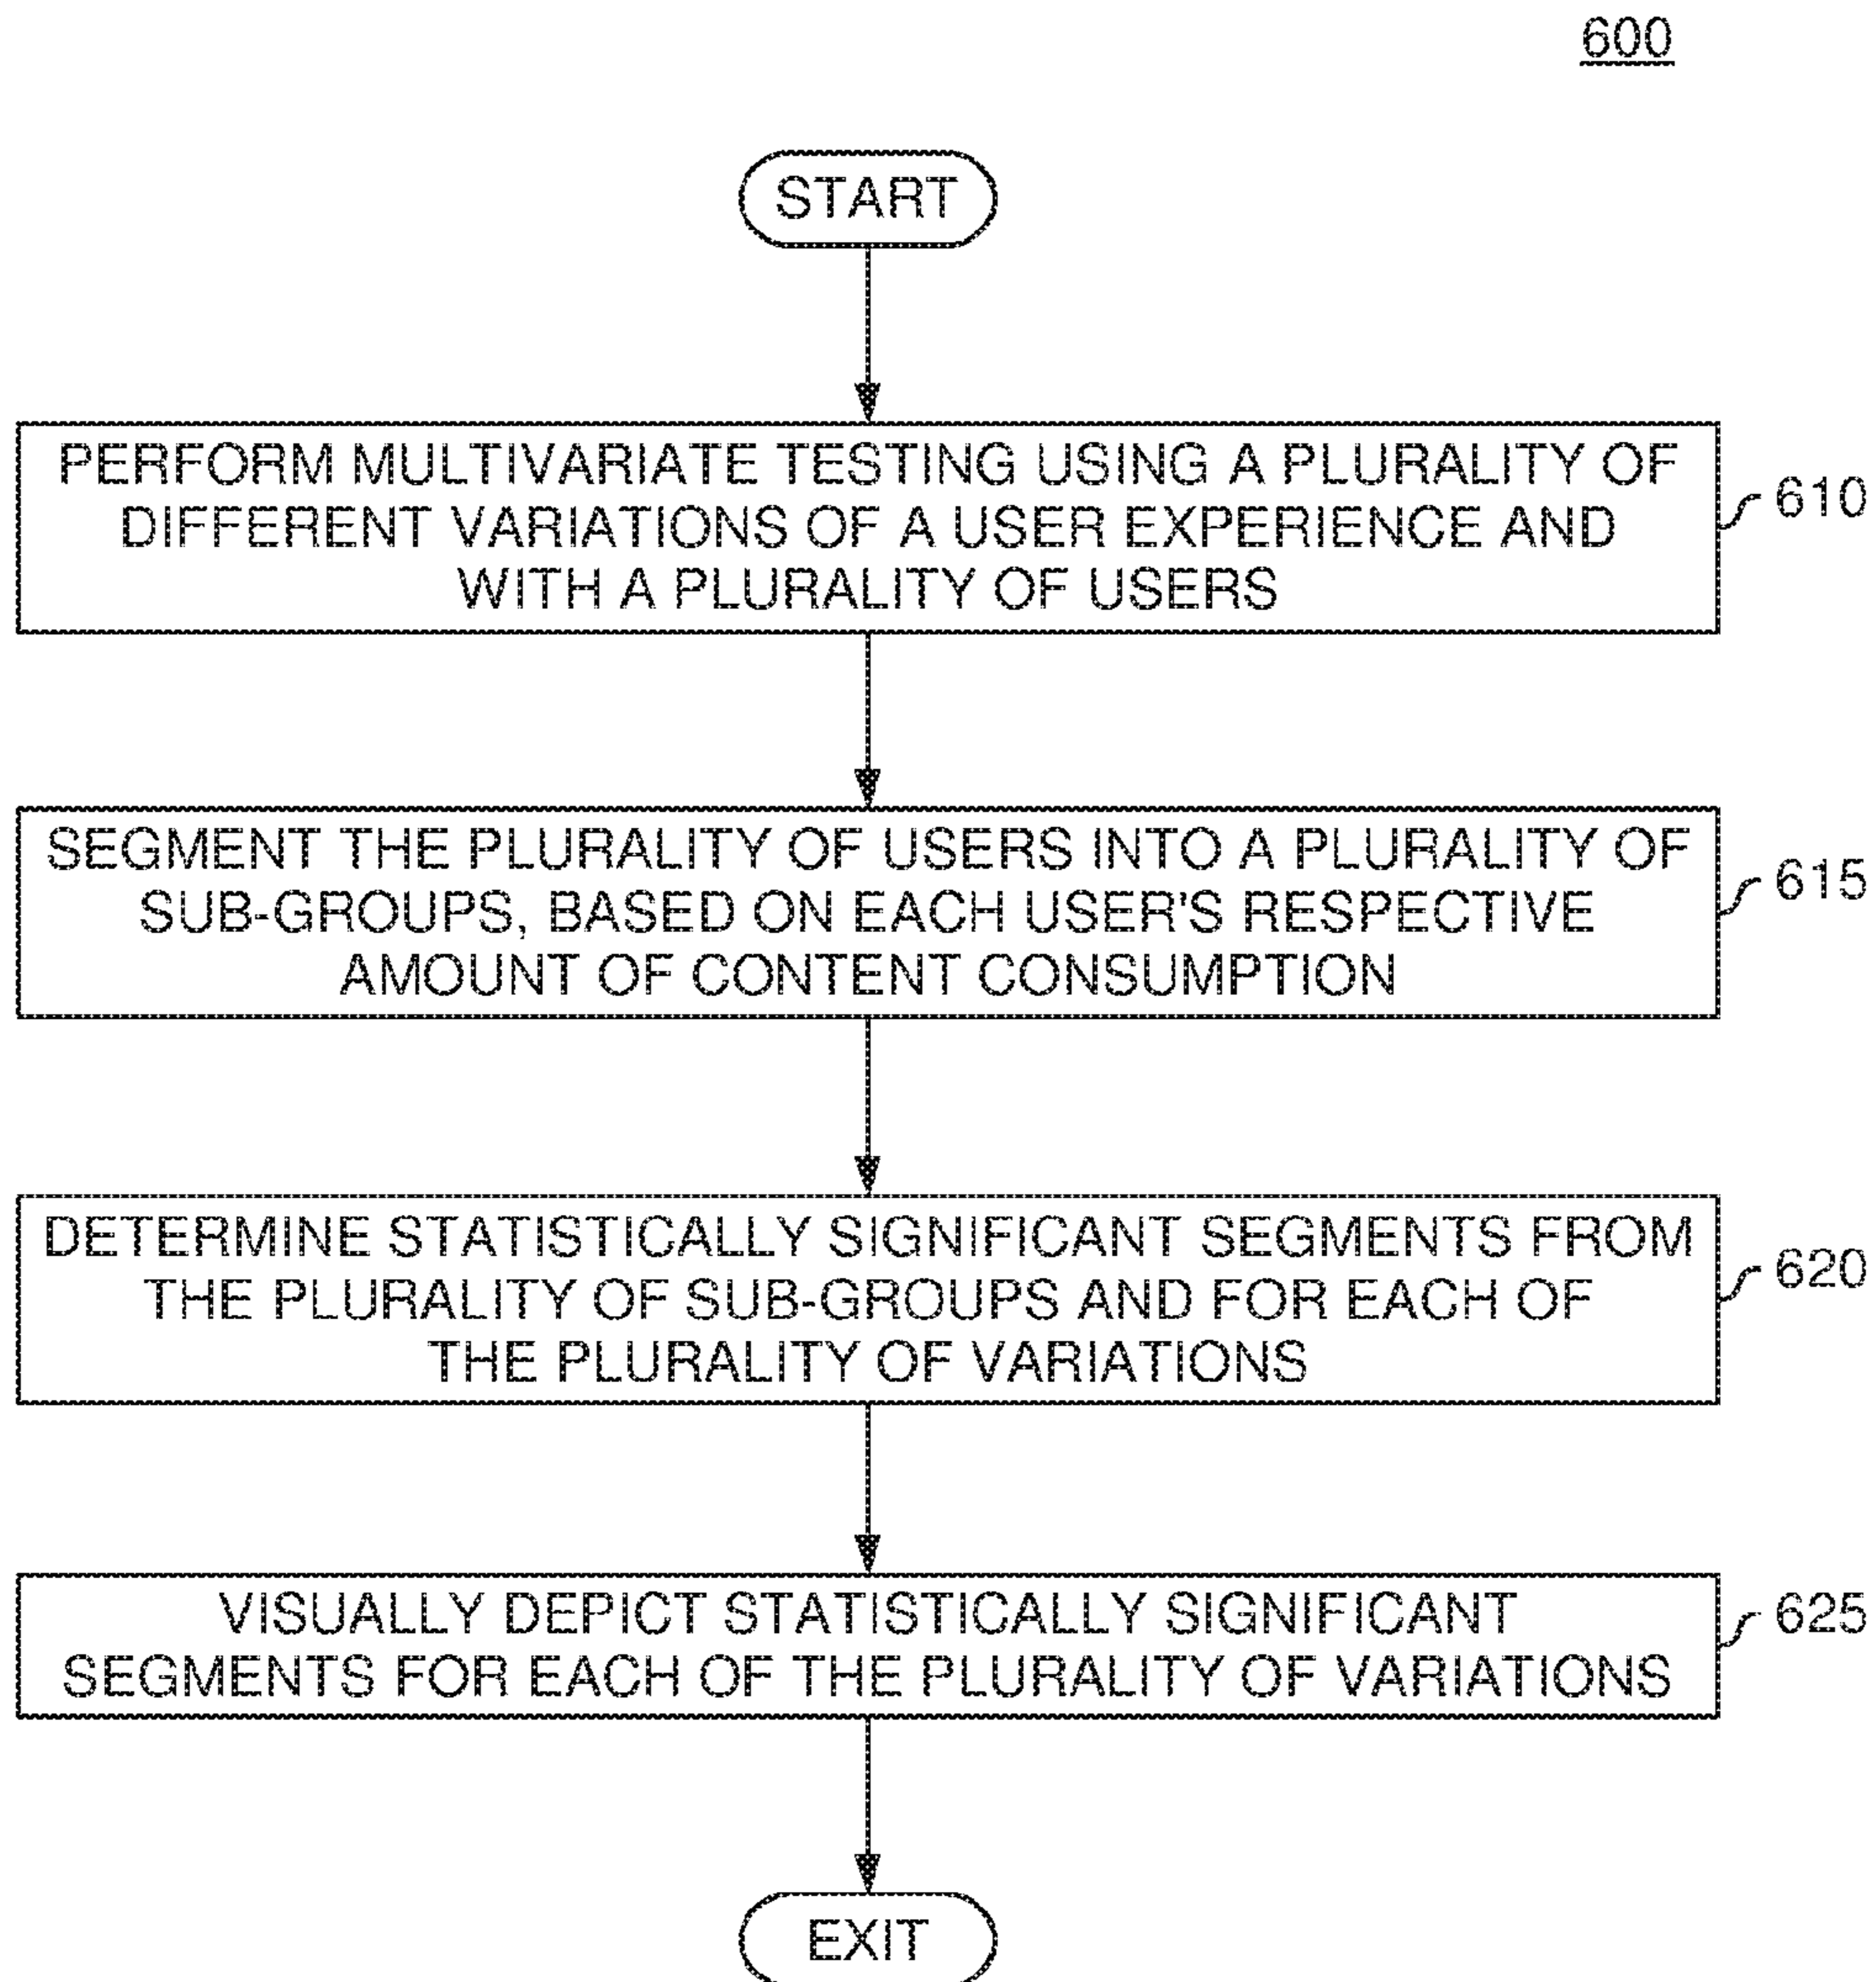 600
START
PERFORM MULTIVARIATE TESTING USING A PLURALITY OF
DIFFERENT VARIATIONS OF A USER EXPERIENCE AND
WITH A PLURALITY OF USERS
610
SEGMENT THE PLURALITY OF USERS INTO A PLURALITY OF
SUB-GROUPS, BASED ON EACH USER'S RESPECTIVE
AMOUNT OF CONTENT CONSUMPTION
615
DETERMINE STATISTICALLY SIGNIFICANT SEGMENTS FROM
THE PLURALITY OF SUB-GROUPS AND FOR EACH OF
THE PLURALITY OF VARIATIONS
620
VISUALLY DEPICT STATISTICALLY SIGNIFICANT
SEGMENTS FOR EACH OF THE PLURALITY OF VARIATIONS
625
EXIT